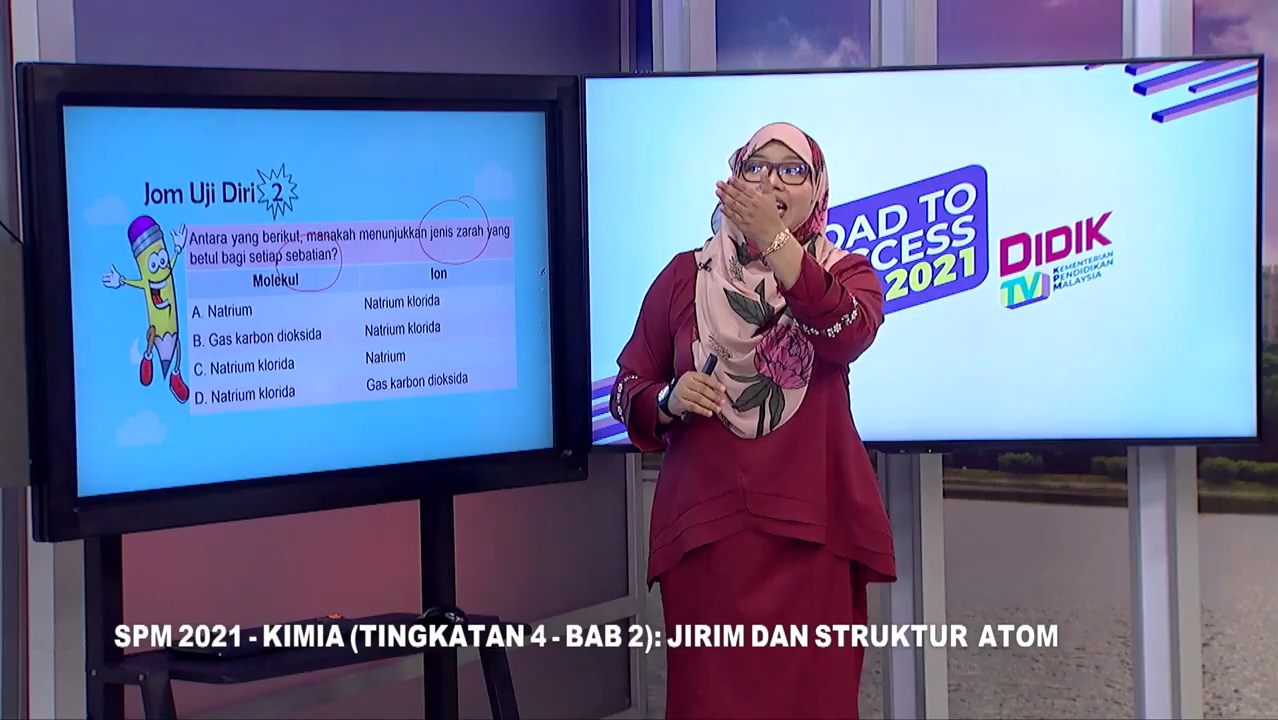 Jom Uji Diri 2
Antara yang berikut, manakah menunjukkan jenis zarah yang
betul bagi setiap sebatian?
Molekul Ion
A. Natrium Natrium klorida
B. Gas karbon dioksida Natrium klorida
C. Natrium klorida Natrium
D. Natrium klorida Gas karbon dioksida
OAD TO
CCESS
2021
DIDIK
TV
KEMENTERIAN
PENDIDIKAN
MALAYSIA
SPM 2021 - KIMIA (TINGKATAN 4 - BAB 2): JIRIM DAN STRUKTUR ATOM